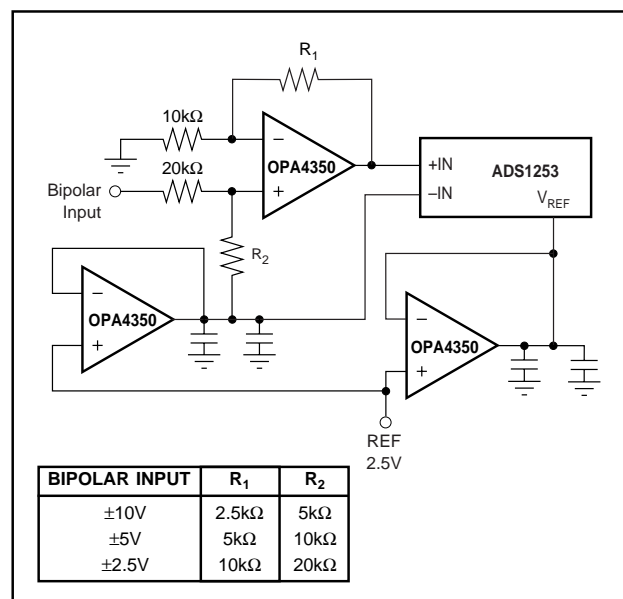 R1
10kΩ
−
OPA4350
20kΩ
+
Bipolar
Input
+IN
ADS1253
−IN
VREF
R2
−
OPA4350
+
−
OPA4350
+
REF
2.5V
BIPOLAR INPUT R1 R2
±10V 2.5kΩ 5kΩ
±5V 5kΩ 10kΩ
±2.5V 10kΩ 20kΩ